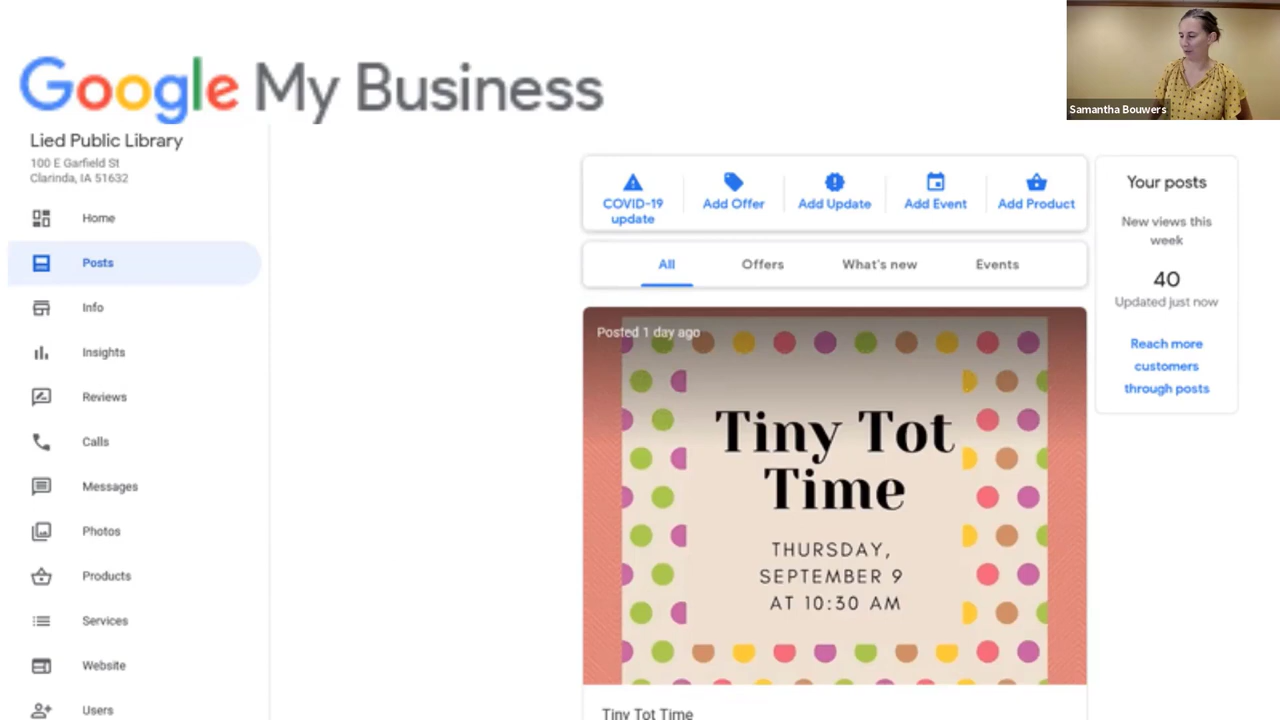 Google My Business
Samantha Bouwers
Lied Public Library
100 E Garfield St
Clarinda, IA 51632
Home
Posts
Info
Insights
Reviews
Calls
Messages
Photos
Products
Services
Website
Users
COVID-19
update
Add Offer
Add Update
Add Event
Add Product
All
Offers
What's new
Events
Posted 1 day ago
Tiny Tot
Time
THURSDAY,
SEPTEMBER 9
AT 10:30 AM
Tiny Tot Time
Your posts
New views this
week
40
Updated just now
Reach more
customers
through posts